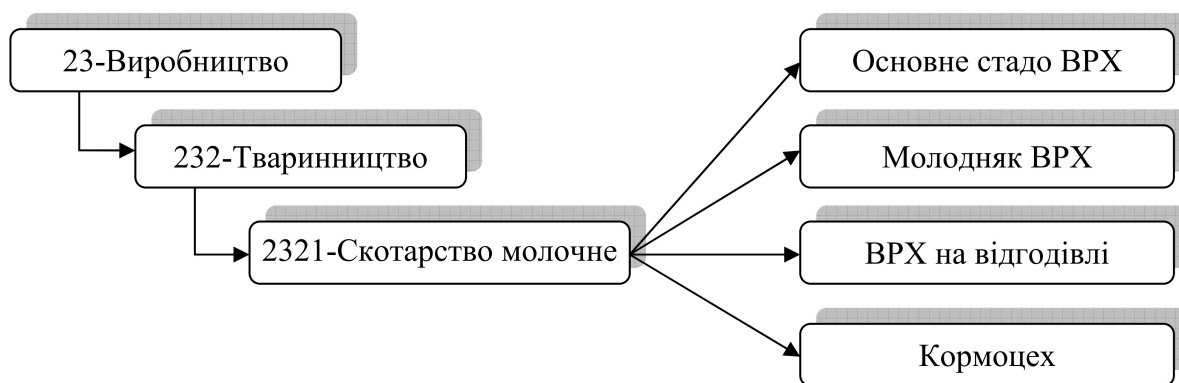 23-Виробництво
232-Тваринництво
2321-Скотарство молочне
Основне стадо ВРХ
Молодняк ВРХ
ВРХ на відгодівлі
Кормоцех